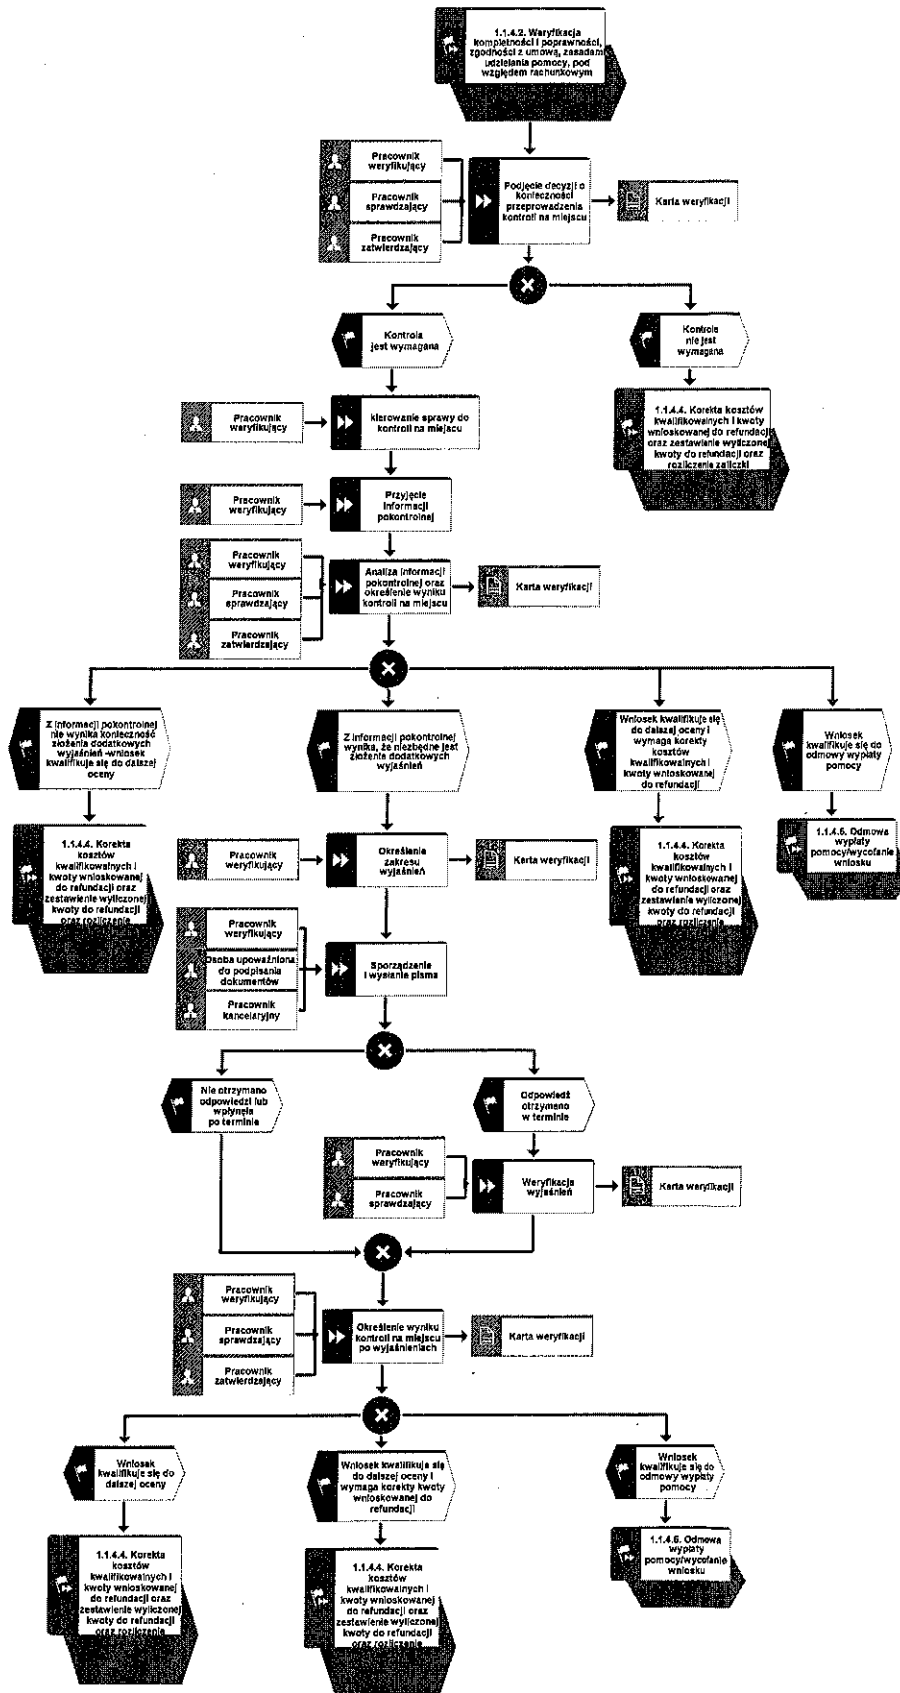 1.1.4.2. Weryfikacja
kompletności i poprawności,
zgodności z umową, zasadami
udzielania pomocy, pod
względem rachunkowym
Pracownik
weryfikujący
Pracownik
sprawdzający
Pracownik
zatwierdzający
Podjęcie decyzji o
konieczności
przeprowadzenia
kontroli na miejscu
Karta weryfikacji
Kontrola
jest wymagana
Kontrola
nie jest
wymagana
Pracownik
weryfikujący
kierowanie sprawy do
kontroli na miejscu
1.1.4.4. Korekta kosztów
kwalifikowalnych i kwoty
wnioskowanej do refundacji
oraz zestawienie wyliczonej
kwoty do refundacji oraz
rozliczenie zaliczki
Pracownik
weryfikujący
Przyjęcie
informacji
pokontrolnej
Pracownik
weryfikujący
Pracownik
sprawdzający
Pracownik
zatwierdzający
Analiza informacji
pokontrolnej oraz
określenie wyniku
kontroli na miejscu
Karta weryfikacji
Z informacji pokontrolnej
nie wynika konieczność
złożenia dodatkowych
wyjaśnień -wniosek
kwalifikuje się do dalszej
oceny
Z informacji pokontrolnej
wynika, że niezbędne jest
złożenie dodatkowych
wyjaśnień
Wniosek kwalifikuje się
do dalszej oceny i
wymaga korekty
kosztów
kwalifikowalnych i
kwoty wnioskowanej do
refundacji
Wniosek
kwalifikuje się do
odmowy wypłaty
pomocy
1.1.4.4. Korekta
kosztów
kwalifikowalnych i
kwoty wnioskowanej
do refundacji oraz
zestawienie wyliczonej
kwoty do refundacji
oraz rozliczenie
Pracownik
weryfikujący
Określenie
zakresu
wyjaśnień
Karta weryfikacji
1.1.4.4. Korekta
kosztów
kwalifikowalnych i
kwoty wnioskowanej
do refundacji oraz
zestawienie wyliczonej
kwoty do refundacji
oraz rozliczenie
1.1.4.5. Odmowa
wypłaty
pomocy/wycofanie
wniosku
Pracownik
weryfikujący
Osoba upoważniona
do podpisania
dokumentów
Pracownik
kancelaryjny
Sporządzenie
i wysłanie pisma
Nie otrzymano
odpowiedzi lub
wpłynęła
po terminie
Odpowiedź
otrzymano
w terminie
Pracownik
weryfikujący
Pracownik
sprawdzający
Weryfikacja
wyjaśnień
Karta weryfikacji
Pracownik
weryfikujący
Pracownik
sprawdzający
Pracownik
zatwierdzający
Określenie wyniku
kontroli na miejscu
po wyjaśnieniach
Karta weryfikacji
Wniosek
kwalifikuje się do
dalszej oceny
Wniosek kwalifikuje się
do dalszej oceny i
wymaga korekty kwoty
wnioskowanej do
refundacji
Wniosek
kwalifikuje się do
odmowy wypłaty
pomocy
1.1.4.4. Korekta
kosztów
kwalifikowalnych i
kwoty wnioskowanej
do refundacji oraz
zestawienie wyliczonej
kwoty do refundacji
oraz rozliczenie
1.1.4.4. Korekta
kosztów
kwalifikowalnych i
kwoty wnioskowanej
do refundacji oraz
zestawienie wyliczonej
kwoty do refundacji
oraz rozliczenie
1.1.4.5. Odmowa
wypłaty
pomocy/wycofanie
wniosku